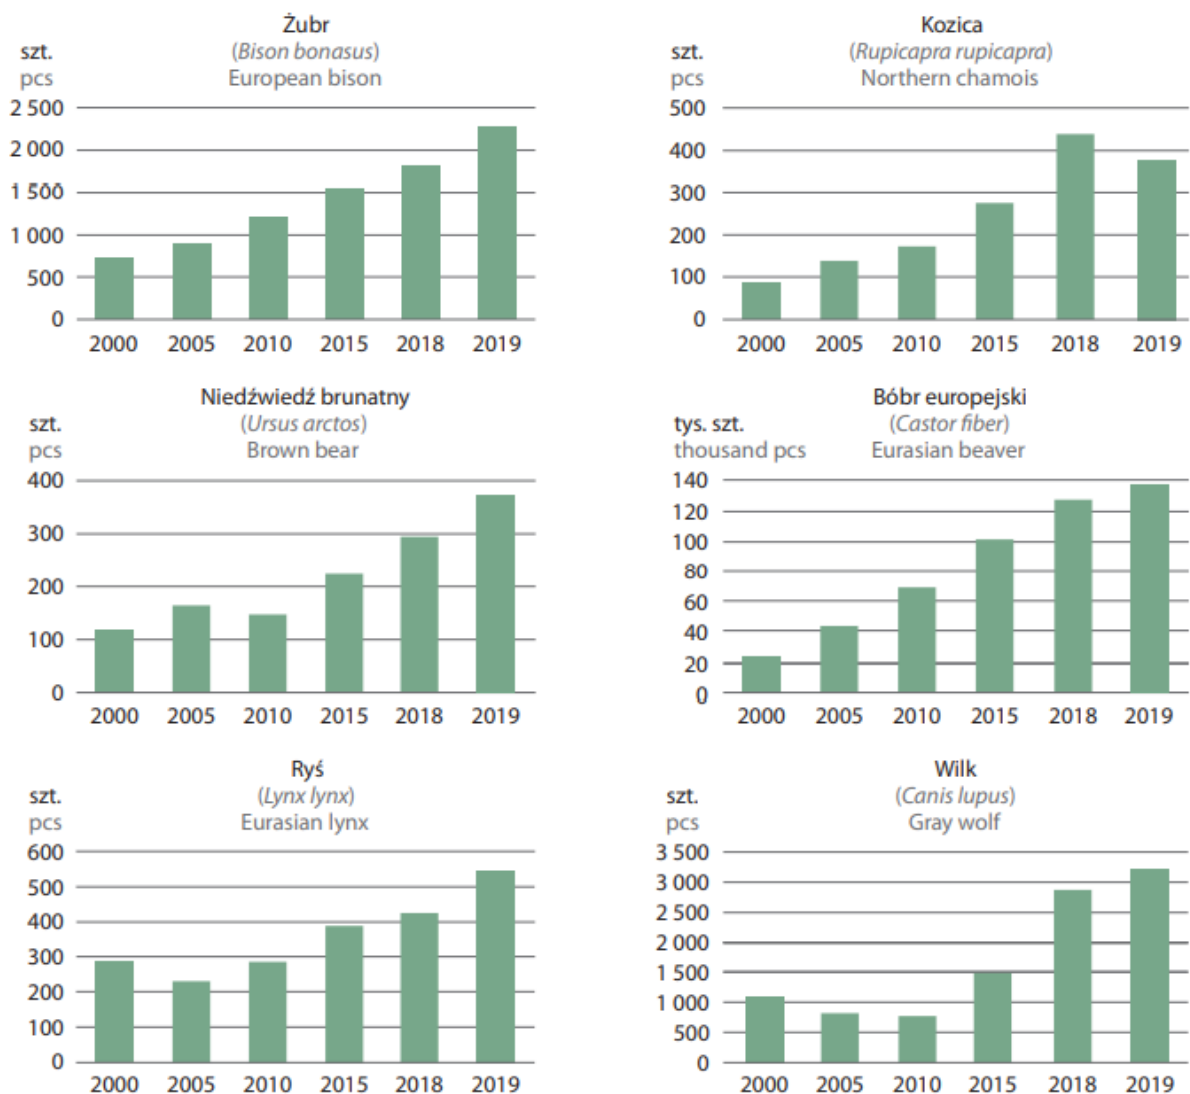 Żubr
(Bison bonasus)
European bison
szt.
pcs
2 500
2 000
1 500
1 000
500
0
2000 2005 2010 2015 2018 2019
Kozica
(Rupicapra rupicapra)
Northern chamois
szt.
pcs
500
400
300
200
100
0
2000 2005 2010 2015 2018 2019
Niedźwiedź brunatny
(Ursus arctos)
Brown bear
szt.
pcs
400
300
200
100
0
2000 2005 2010 2015 2018 2019
Bóbr europejski
(Castor fiber)
Eurasian beaver
tys. szt.
thousand pcs
140
120
100
80
60
40
20
0
2000 2005 2010 2015 2018 2019
Ryś
(Lynx lynx)
Eurasian lynx
szt.
pcs
600
500
400
300
200
100
0
2000 2005 2010 2015 2018 2019
Wilk
(Canis lupus)
Gray wolf
szt.
pcs
3 500
3 000
2 500
2 000
1 500
1 000
500
0
2000 2005 2010 2015 2018 2019